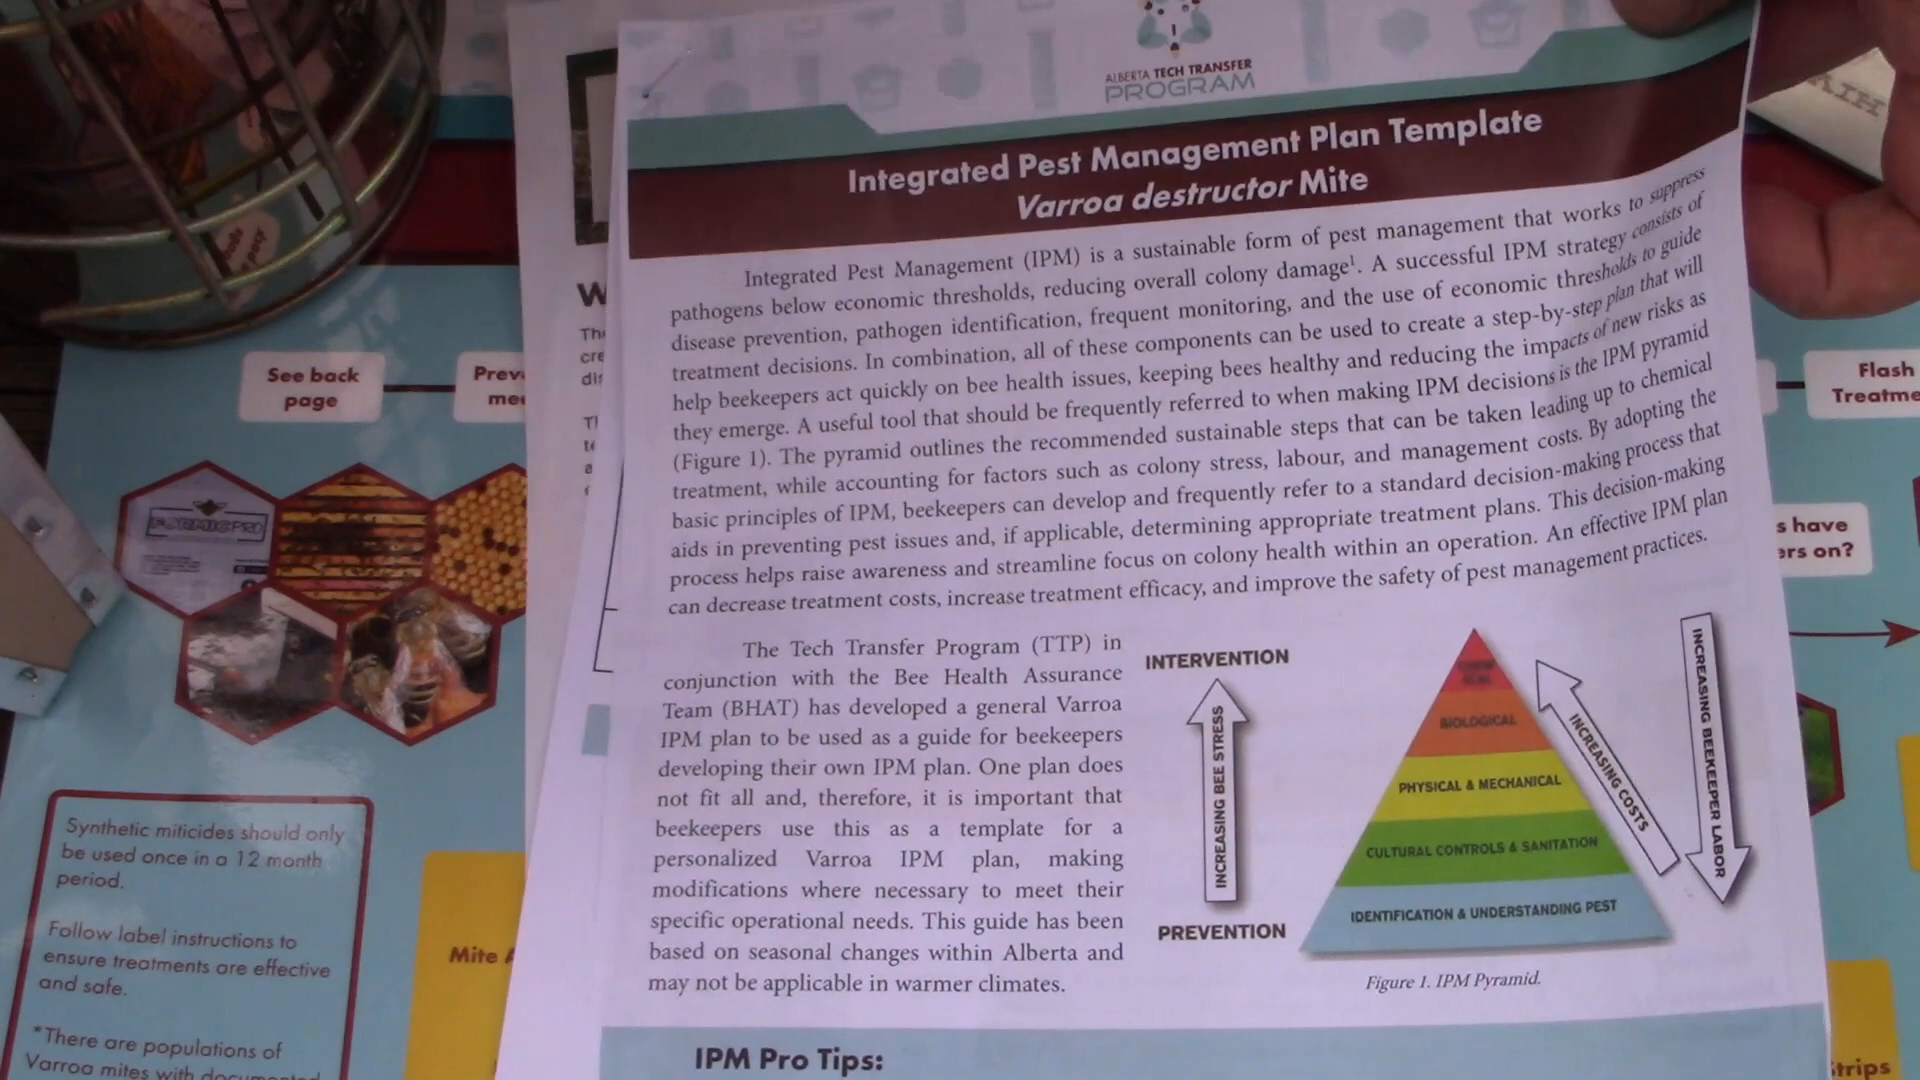 ALBERTA TECH TRANSFER
PROGRAM
Integrated Pest Management Plan Template
Varroa destructor Mite
Integrated Pest Management (IPM) is a sustainable form of pest management that works to suppress
pathogens below economic thresholds, reducing overall colony damage¹. A successful IPM strategy consists of
disease prevention, pathogen identification, frequent monitoring, and the use of economic thresholds to guide
treatment decisions. In combination, all of these components can be used to create a step-by-step plan that will
help beekeepers act quickly on bee health issues, keeping bees healthy and reducing the impacts of new risks as
they emerge. A useful tool that should be frequently referred to when making IPM decisions is the IPM pyramid
(Figure 1). The pyramid outlines the recommended sustainable steps that can be taken leading up to chemical
treatment, while accounting for factors such as colony stress, labour, and management costs. By adopting the
basic principles of IPM, beekeepers can develop and frequently refer to a standard decision-making process that
aids in preventing pest issues and, if applicable, determining appropriate treatment plans. This decision-making
process helps raise awareness and streamline focus on colony health within an operation. An effective IPM plan
can decrease treatment costs, increase treatment efficacy, and improve the safety of pest management practices.
The Tech Transfer Program (TTP) in
conjunction with the Bee Health Assurance
Team (BHAT) has developed a general Varroa
IPM plan to be used as a guide for beekeepers
developing their own IPM plan. One plan does
not fit all and, therefore, it is important that
beekeepers use this as a template for a
personalized Varroa IPM plan, making
modifications where necessary to meet their
specific operational needs. This guide has been
based on seasonal changes within Alberta and
may not be applicable in warmer climates.
INTERVENTION
INCREASING BEE STRESS
PREVENTION
BIOLOGICAL
PHYSICAL & MECHANICAL
CULTURAL CONTROLS & SANITATION
IDENTIFICATION & UNDERSTANDING PEST
INCREASING COSTS
INCREASING BEEKEEPER LABOR
Figure 1. IPM Pyramid.
IPM Pro Tips:
See back
page
FORMICPRO
Synthetic miticides should only
be used once in a 12 month
period.
Follow label instructions to
ensure treatments are effective
and safe.
*There are populations of
Varroa mites with documented
Mite
Flash
s have
ers on?
trips